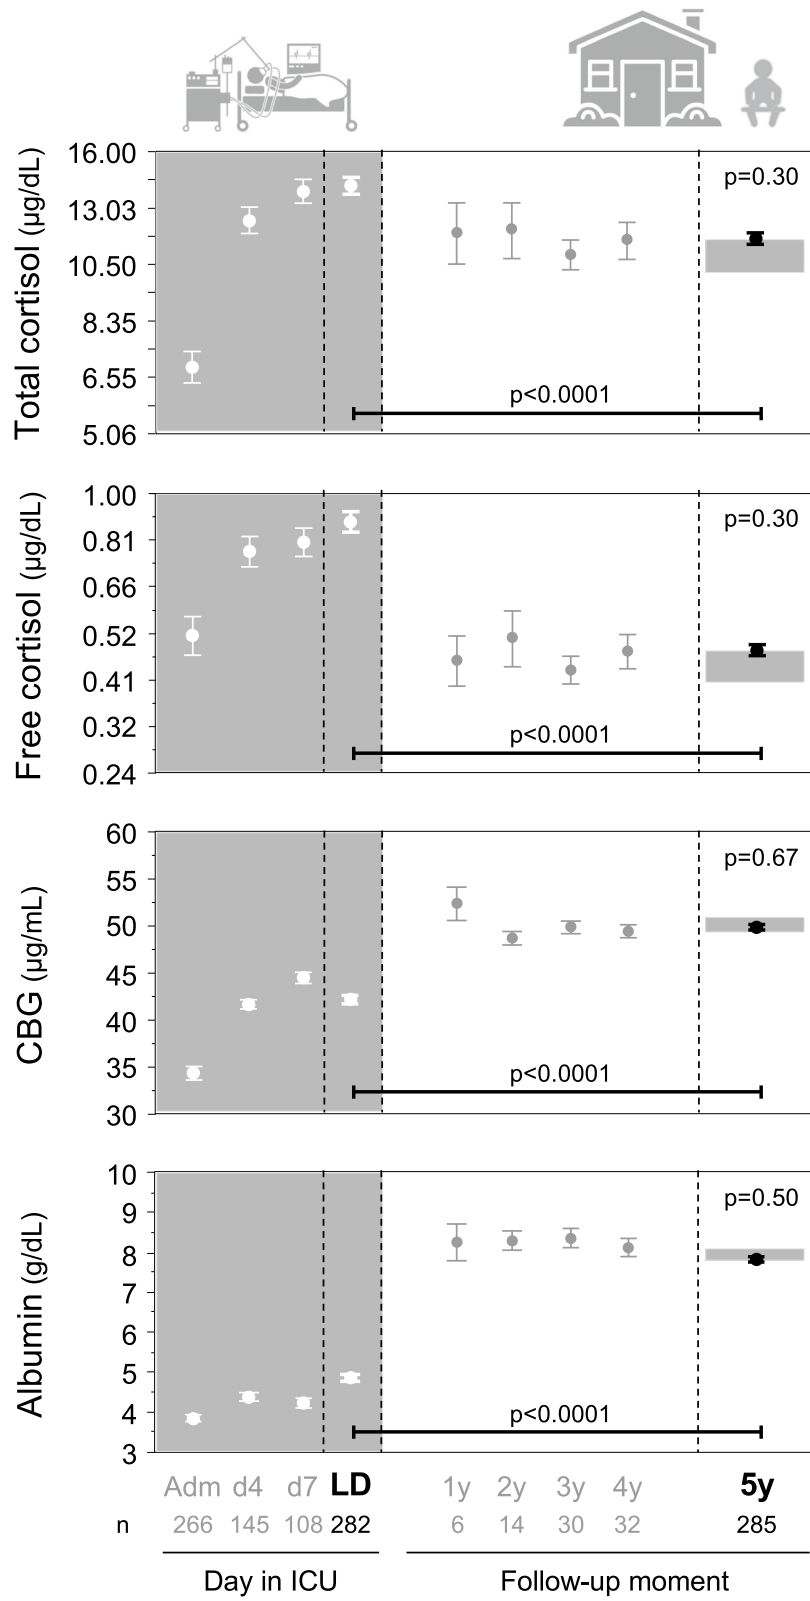 Total cortisol (µg/dL)
16.00
13.03
10.50
8.35
6.55
5.06
p=0.30
p<0.0001
Free cortisol (µg/dL)
1.00
0.81
0.66
0.52
0.41
0.32
0.24
p=0.30
p<0.0001
CBG (µg/mL)
60
55
50
45
40
35
30
p=0.67
p<0.0001
Albumin (g/dL)
10
9
8
7
6
5
4
3
p=0.50
p<0.0001
Adm d4 d7 LD 1y 2y 3y 4y 5y
n 266 145 108 282 6 14 30 32 285
Day in ICU Follow-up moment